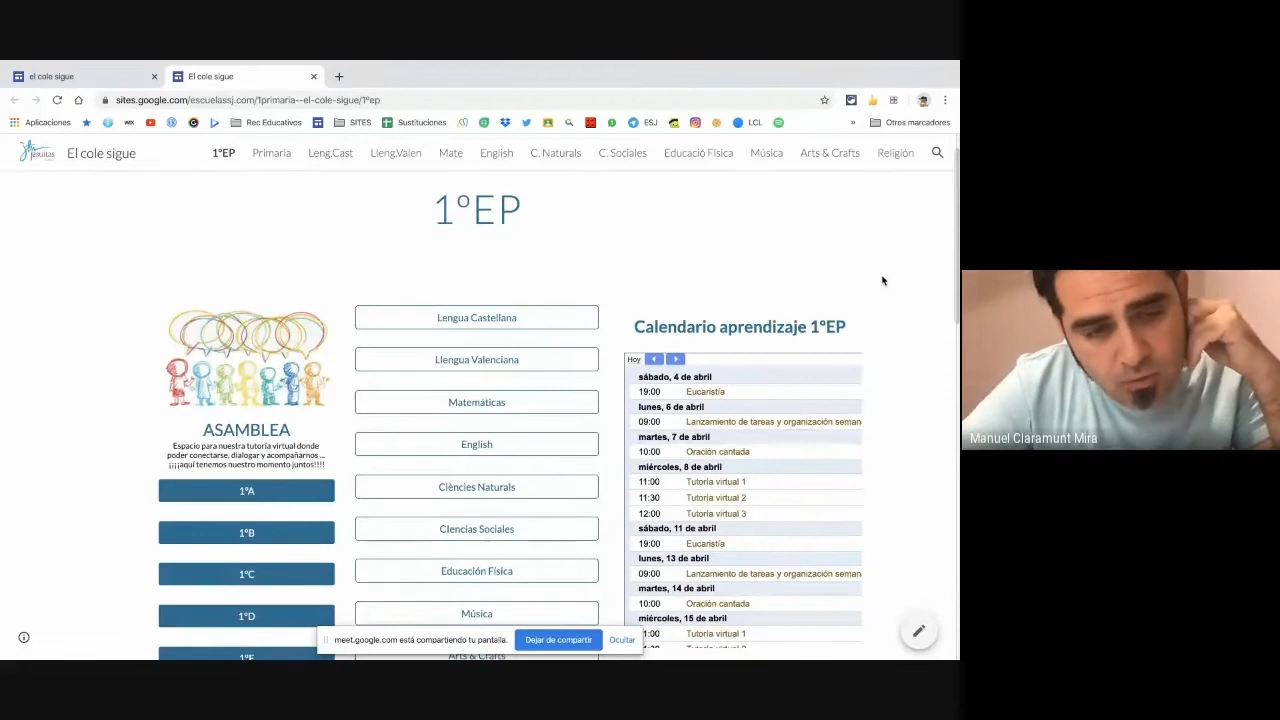 el cole sigue
El cole sigue
sites.google.com/escuelassj.com/1primaria--el-cole-sigue/1ºep
Aplicaciones
WIX
Rec Educativos
SITES
Sustituciones
ESJ
LCL
»
Otros marcadores
jesuitas
El cole sigue
1ºEP
Primaria
Leng.Cast
Lleng.Valen
Mate
English
C. Naturals
C. Sociales
Educació Física
Música
Arts & Crafts
Religión
1ºEP
ASAMBLEA
Espacio para nuestra tutoría virtual donde
poder conectarse, dialogar y acompañarnos ...
¡¡¡¡aquí tenemos nuestro momento juntos!!!!
1ºA
1ºB
1ºC
1ºD
1ºE
Lengua Castellana
Llengua Valenciana
Matemáticas
English
Ciències Naturals
CIencias Sociales
Educación Física
Música
Arts & Crafts
Calendario aprendizaje 1ºEP
Hoy
sábado, 4 de abril
19:00 Eucaristía
lunes, 6 de abril
09:00 Lanzamiento de tareas y organización seman
martes, 7 de abril
10:00 Oración cantada
miércoles, 8 de abril
11:00 Tutoría virtual 1
11:30 Tutoría virtual 2
12:00 Tutoría virtual 3
sábado, 11 de abril
19:00 Eucaristía
lunes, 13 de abril
09:00 Lanzamiento de tareas y organización seman
martes, 14 de abril
10:00 Oración cantada
miércoles, 15 de abril
1:00 Tutoría virtual 1
meet.google.com está compartiendo tu pantalla.
Dejar de compartir
Ocultar
Manuel Claramunt Mira